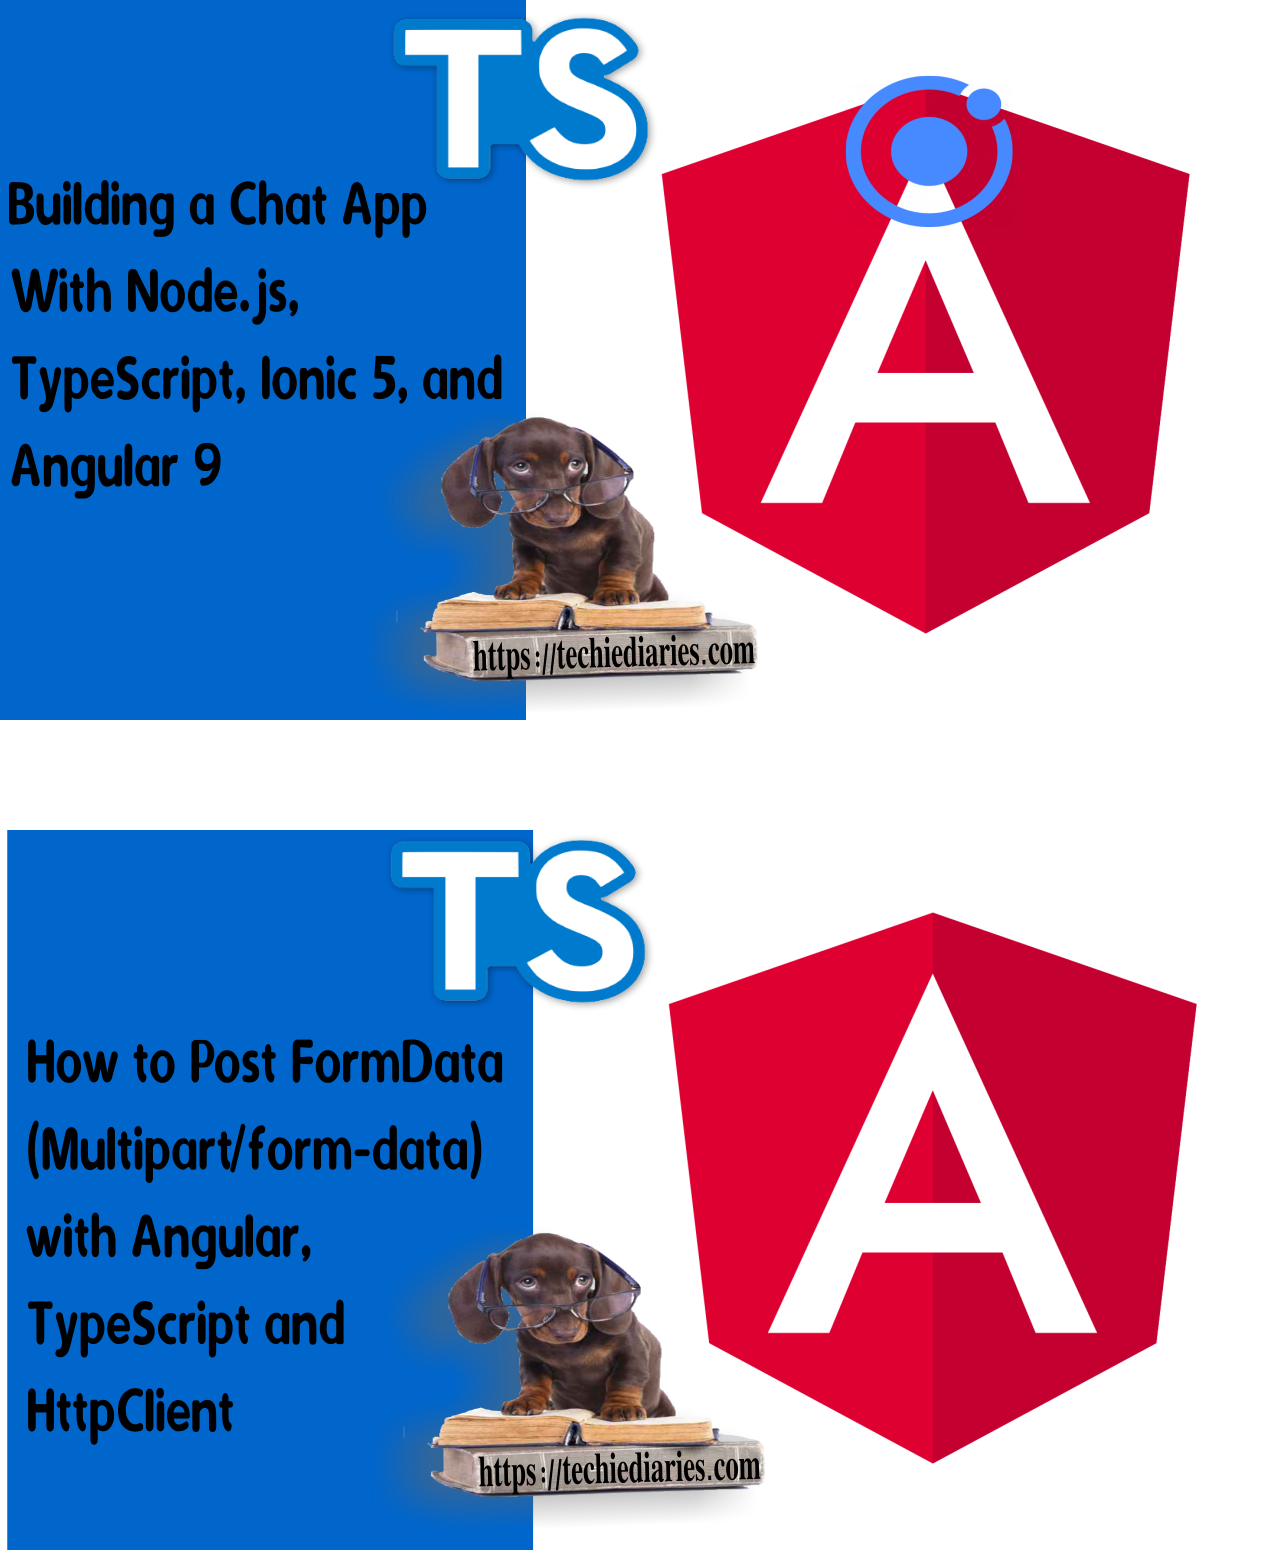 TS
Building a Chat App
With Node.js,
TypeScript, Ionic 5, and
Angular 9
A
https://techiediaries.com
TS
How to Post FormData
(Multipart/form-data)
with Angular,
TypeScript and
HttpClient
A
https://techiediaries.com